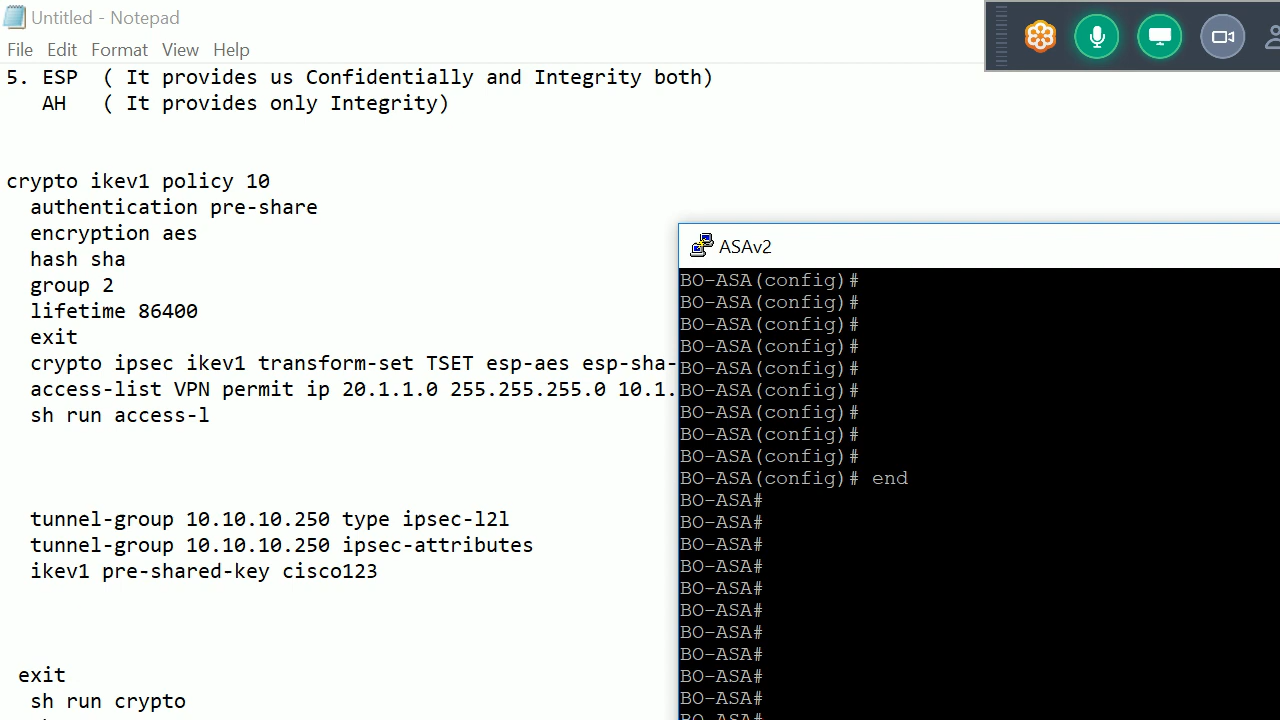 Untitled - Notepad
File Edit Format View Help
5. ESP ( It provides us Confidentially and Integrity both)
AH ( It provides only Integrity)
crypto ikev1 policy 10
authentication pre-share
encryption aes
hash sha
group 2
lifetime 86400
exit
crypto ipsec ikev1 transform-set TSET esp-aes esp-sha-
access-list VPN permit ip 20.1.1.0 255.255.255.0 10.1.
sh run access-l
tunnel-group 10.10.10.250 type ipsec-l2l
tunnel-group 10.10.10.250 ipsec-attributes
ikev1 pre-shared-key cisco123
exit
sh run crypto
ASAv2
BO-ASA(config)#
BO-ASA(config)#
BO-ASA(config)#
BO-ASA(config)#
BO-ASA(config)#
BO-ASA(config)#
BO-ASA(config)#
BO-ASA(config)#
BO-ASA(config)#
BO-ASA(config)# end
BO-ASA#
BO-ASA#
BO-ASA#
BO-ASA#
BO-ASA#
BO-ASA#
BO-ASA#
BO-ASA#
BO-ASA#
BO-ASA#